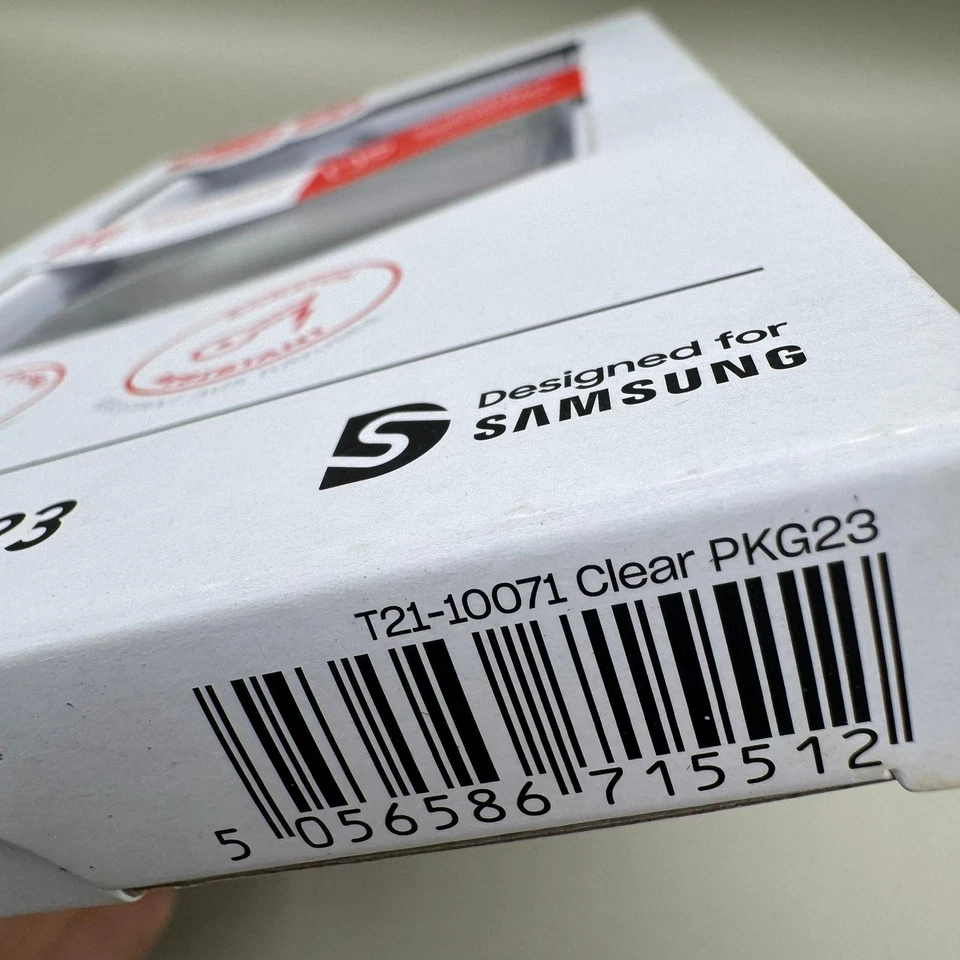 Designed for
SAMSUNG
23
T21-10071 Clear PKG23
5 056586 715512